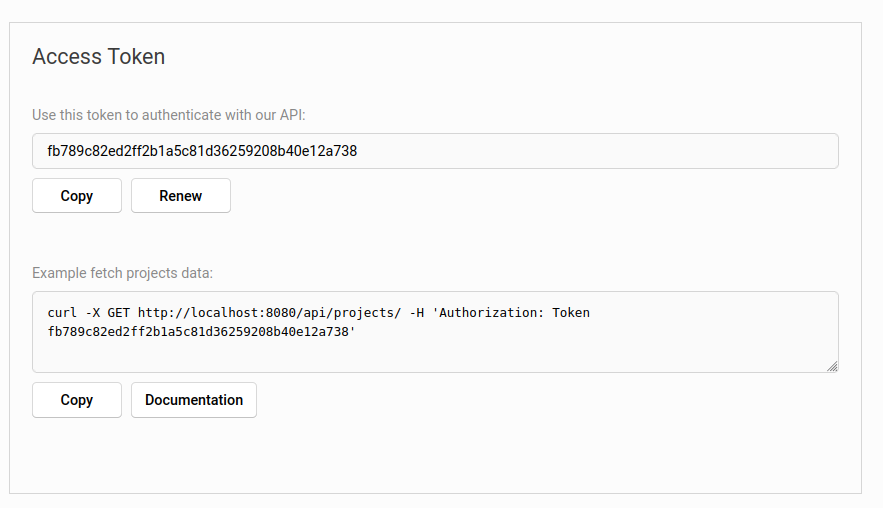 Access Token
Use this token to authenticate with our API:
fb789c82ed2ff2b1a5c81d36259208b40e12a738
Copy Renew
Example fetch projects data:
curl -X GET http://localhost:8080/api/projects/ -H 'Authorization: Token
fb789c82ed2ff2b1a5c81d36259208b40e12a738'
Copy Documentation